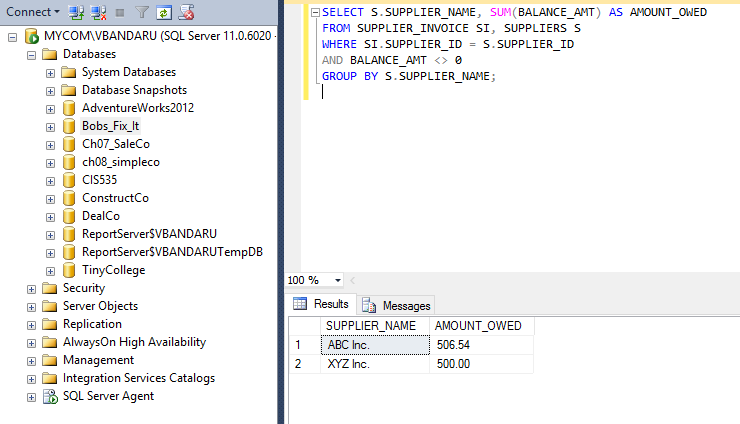 Connect
MYCOM\VBANDARU (SQL Server 11.0.6020 -
Databases
System Databases
Database Snapshots
AdventureWorks2012
Bobs_Fix_It
Ch07_SaleCo
ch08_simpleco
CIS535
ConstructCo
DealCo
ReportServer$VBANDARU
ReportServer$VBANDARUTempDB
TinyCollege
Security
Server Objects
Replication
AlwaysOn High Availability
Management
Integration Services Catalogs
SQL Server Agent
SELECT S.SUPPLIER_NAME, SUM(BALANCE_AMT) AS AMOUNT_OWED
FROM SUPPLIER_INVOICE SI, SUPPLIERS S
WHERE SI.SUPPLIER_ID = S.SUPPLIER_ID
AND BALANCE_AMT <> 0
GROUP BY S.SUPPLIER_NAME;
100 %
Results Messages
SUPPLIER_NAME AMOUNT_OWED
1 ABC Inc. 506.54
2 XYZ Inc. 500.00